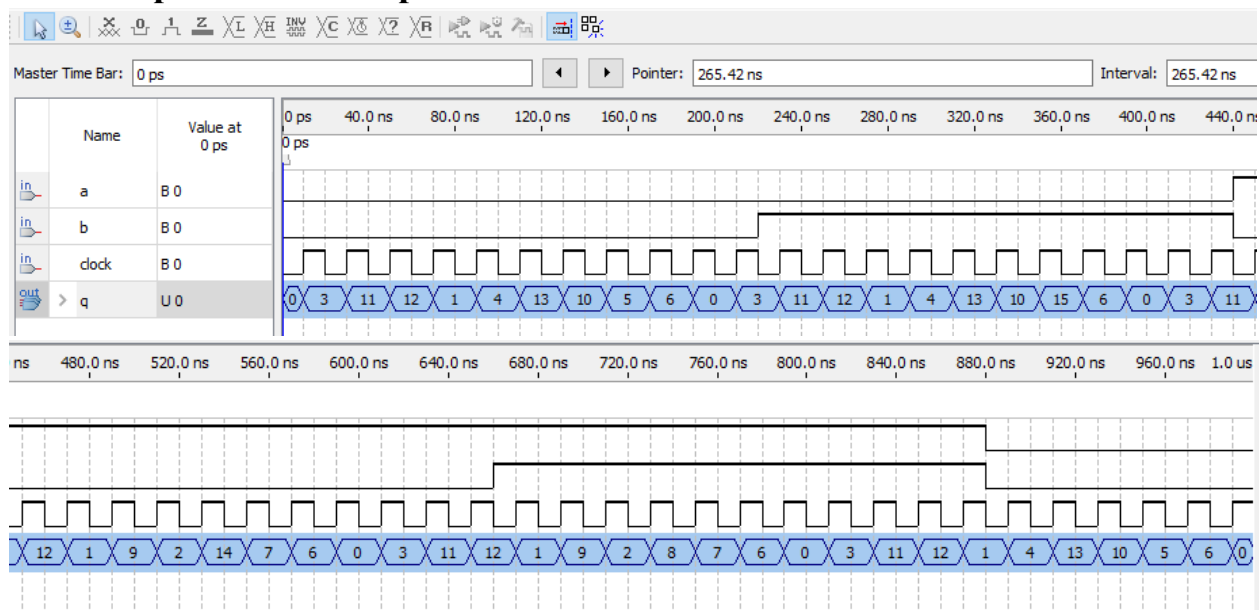 Master Time Bar: 0 ps Pointer: 265.42 ns Interval: 265.42 ns
Name Value at 0 ps
0 ps 40.0 ns 80.0 ns 120.0 ns 160.0 ns 200.0 ns 240.0 ns 280.0 ns 320.0 ns 360.0 ns 400.0 ns 440.0 n
0 ps
in a B 0
in b B 0
in clock B 0
out > q U 0 0 3 11 12 1 4 13 10 5 6 0 3 11 12 1 4 13 10 15 6 0 3 11
ns 480.0 ns 520.0 ns 560.0 ns 600.0 ns 640.0 ns 680.0 ns 720.0 ns 760.0 ns 800.0 ns 840.0 ns 880.0 ns 920.0 ns 960.0 ns 1.0 us
12 1 9 2 14 7 6 0 3 11 12 1 9 2 8 7 6 0 3 11 12 1 4 13 10 5 6 0